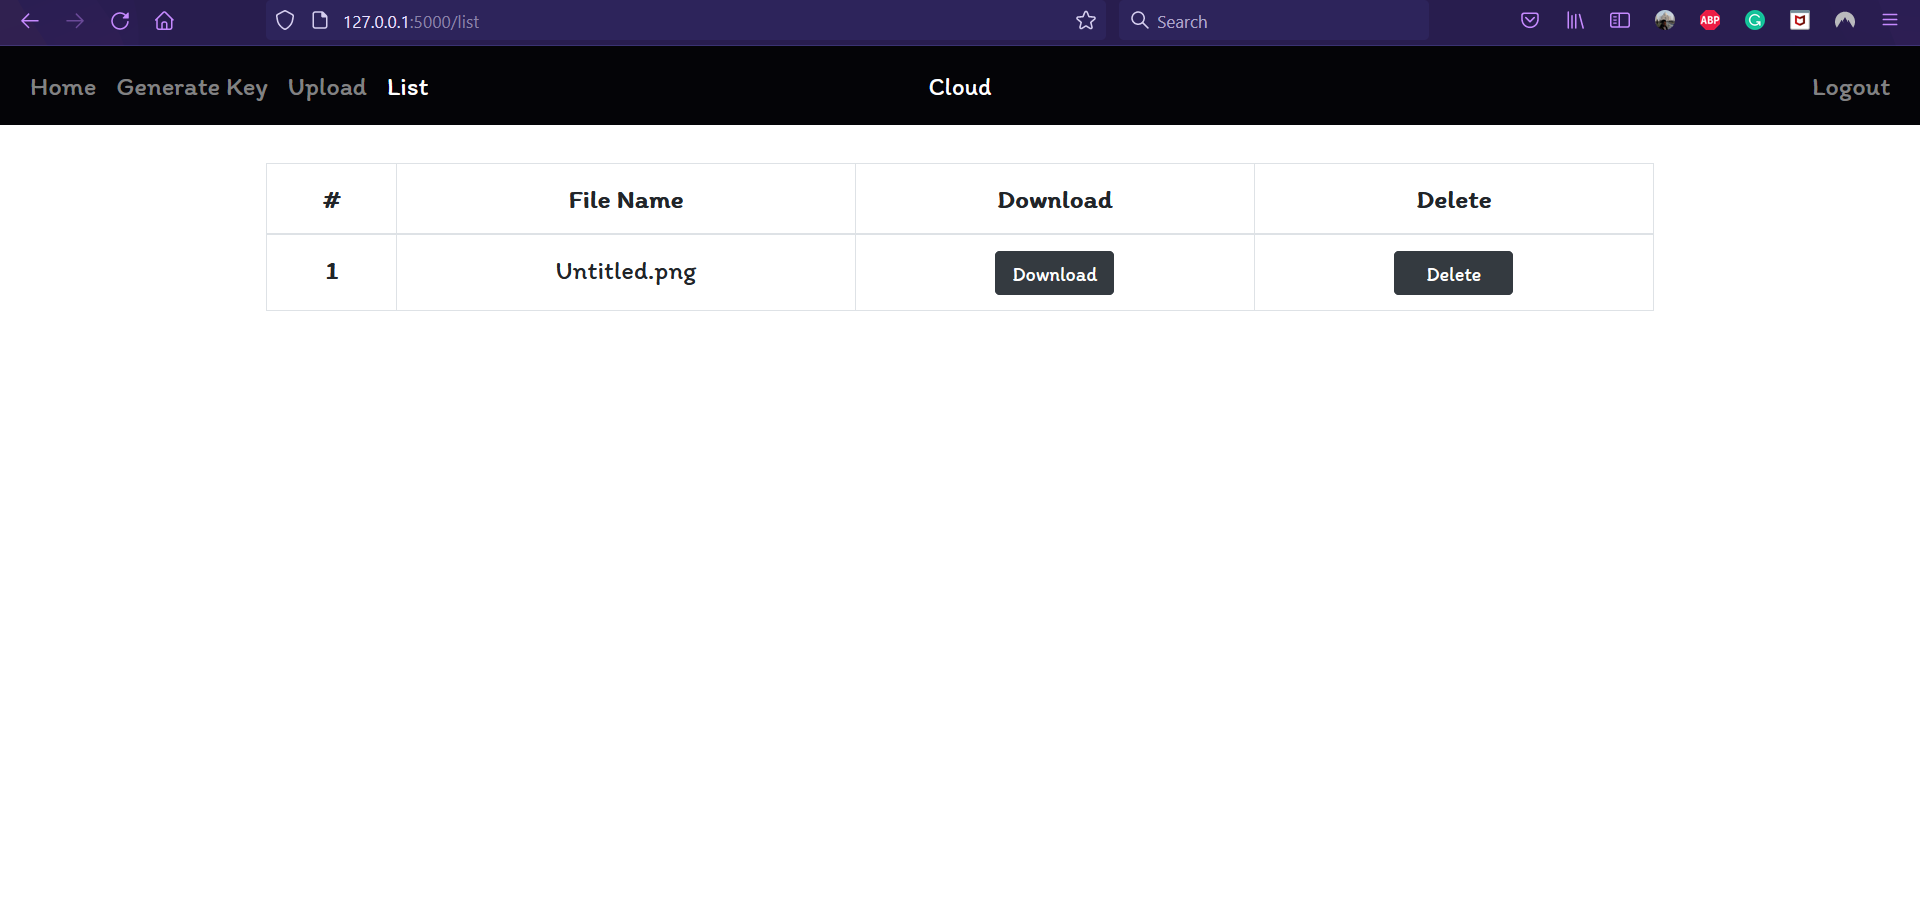 127.0.0.1:5000/list Search ABP
Home Generate Key Upload List Cloud Logout
# File Name Download Delete
1 Untitled.png Download Delete